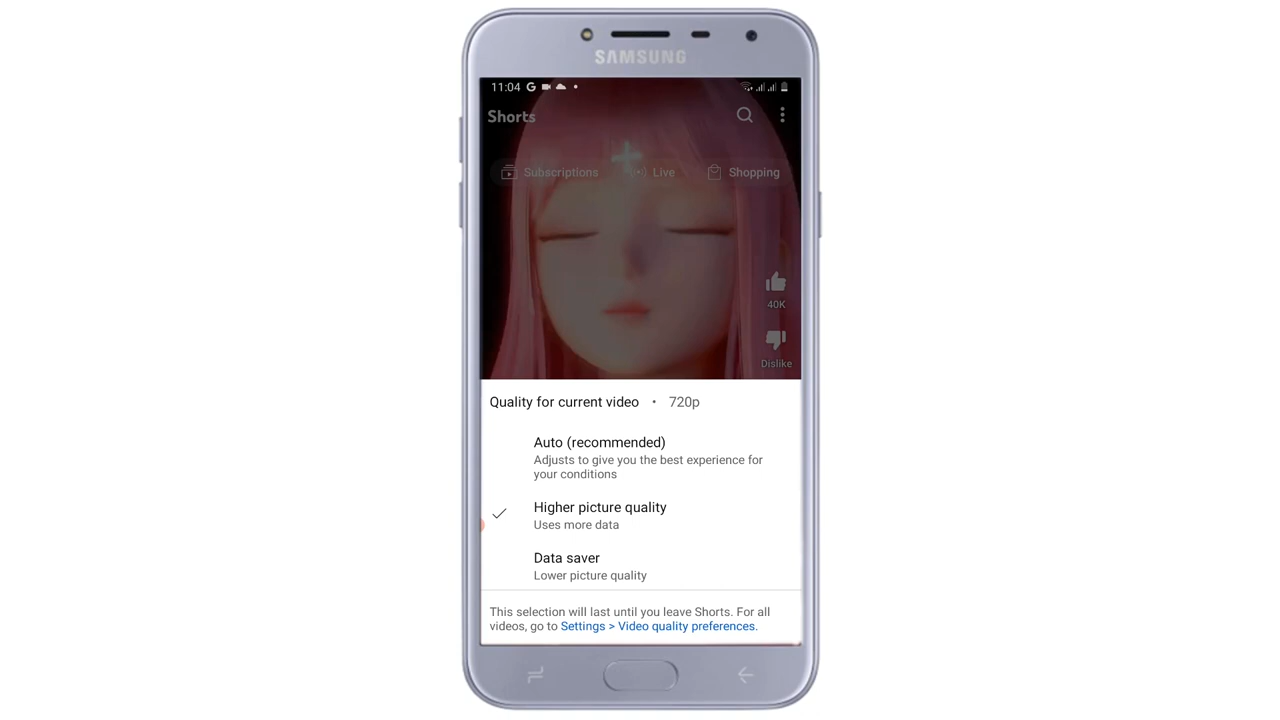 SAMSUNG
11:04
Shorts
Subscriptions Live Shopping
40K
Dislike
Quality for current video • 720p
Auto (recommended)
Adjusts to give you the best experience for
your conditions
Higher picture quality
Uses more data
Data saver
Lower picture quality
This selection will last until you leave Shorts. For all
videos, go to Settings > Video quality preferences.